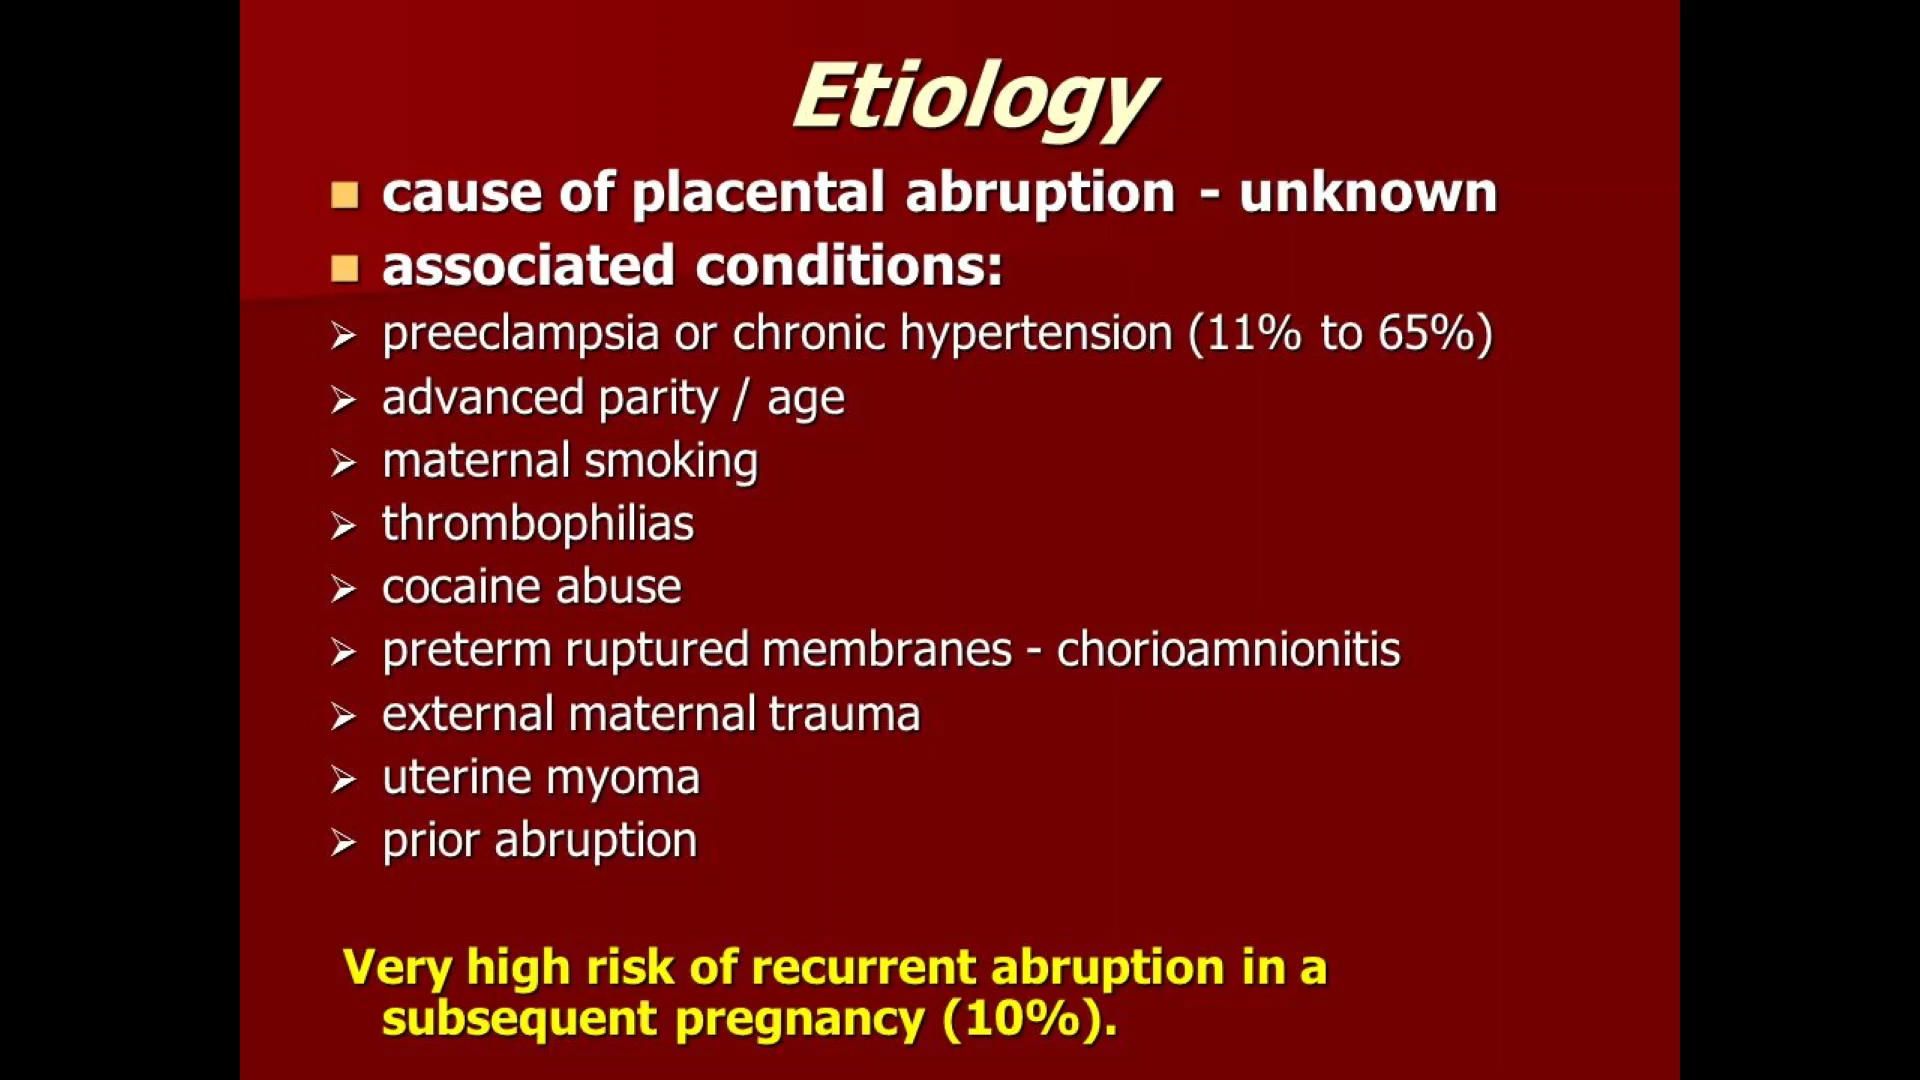 Etiology
cause of placental abruption - unknown
associated conditions:
preeclampsia or chronic hypertension (11% to 65%)
advanced parity / age
maternal smoking
thrombophilias
cocaine abuse
preterm ruptured membranes - chorioamnionitis
external maternal trauma
uterine myoma
prior abruption
Very high risk of recurrent abruption in a
subsequent pregnancy (10%).